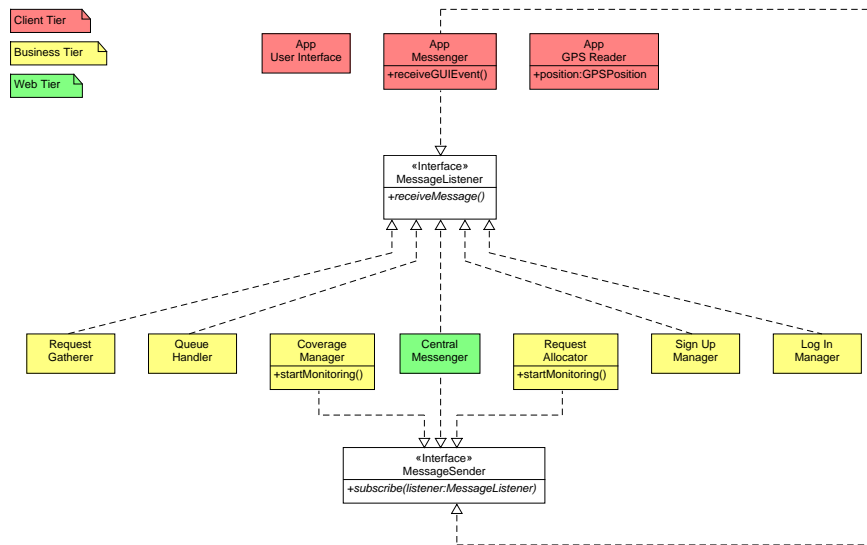 Client Tier
Business Tier
Web Tier
App
User Interface
App
Messenger
+receiveGUIEvent()
App
GPS Reader
+position:GPSPosition
«Interface»
MessageListener
+receiveMessage()
Request
Gatherer
Queue
Handler
Coverage
Manager
+startMonitoring()
Central
Messenger
Request
Allocator
+startMonitoring()
Sign Up
Manager
Log In
Manager
«Interface»
MessageSender
+subscribe(listener:MessageListener)